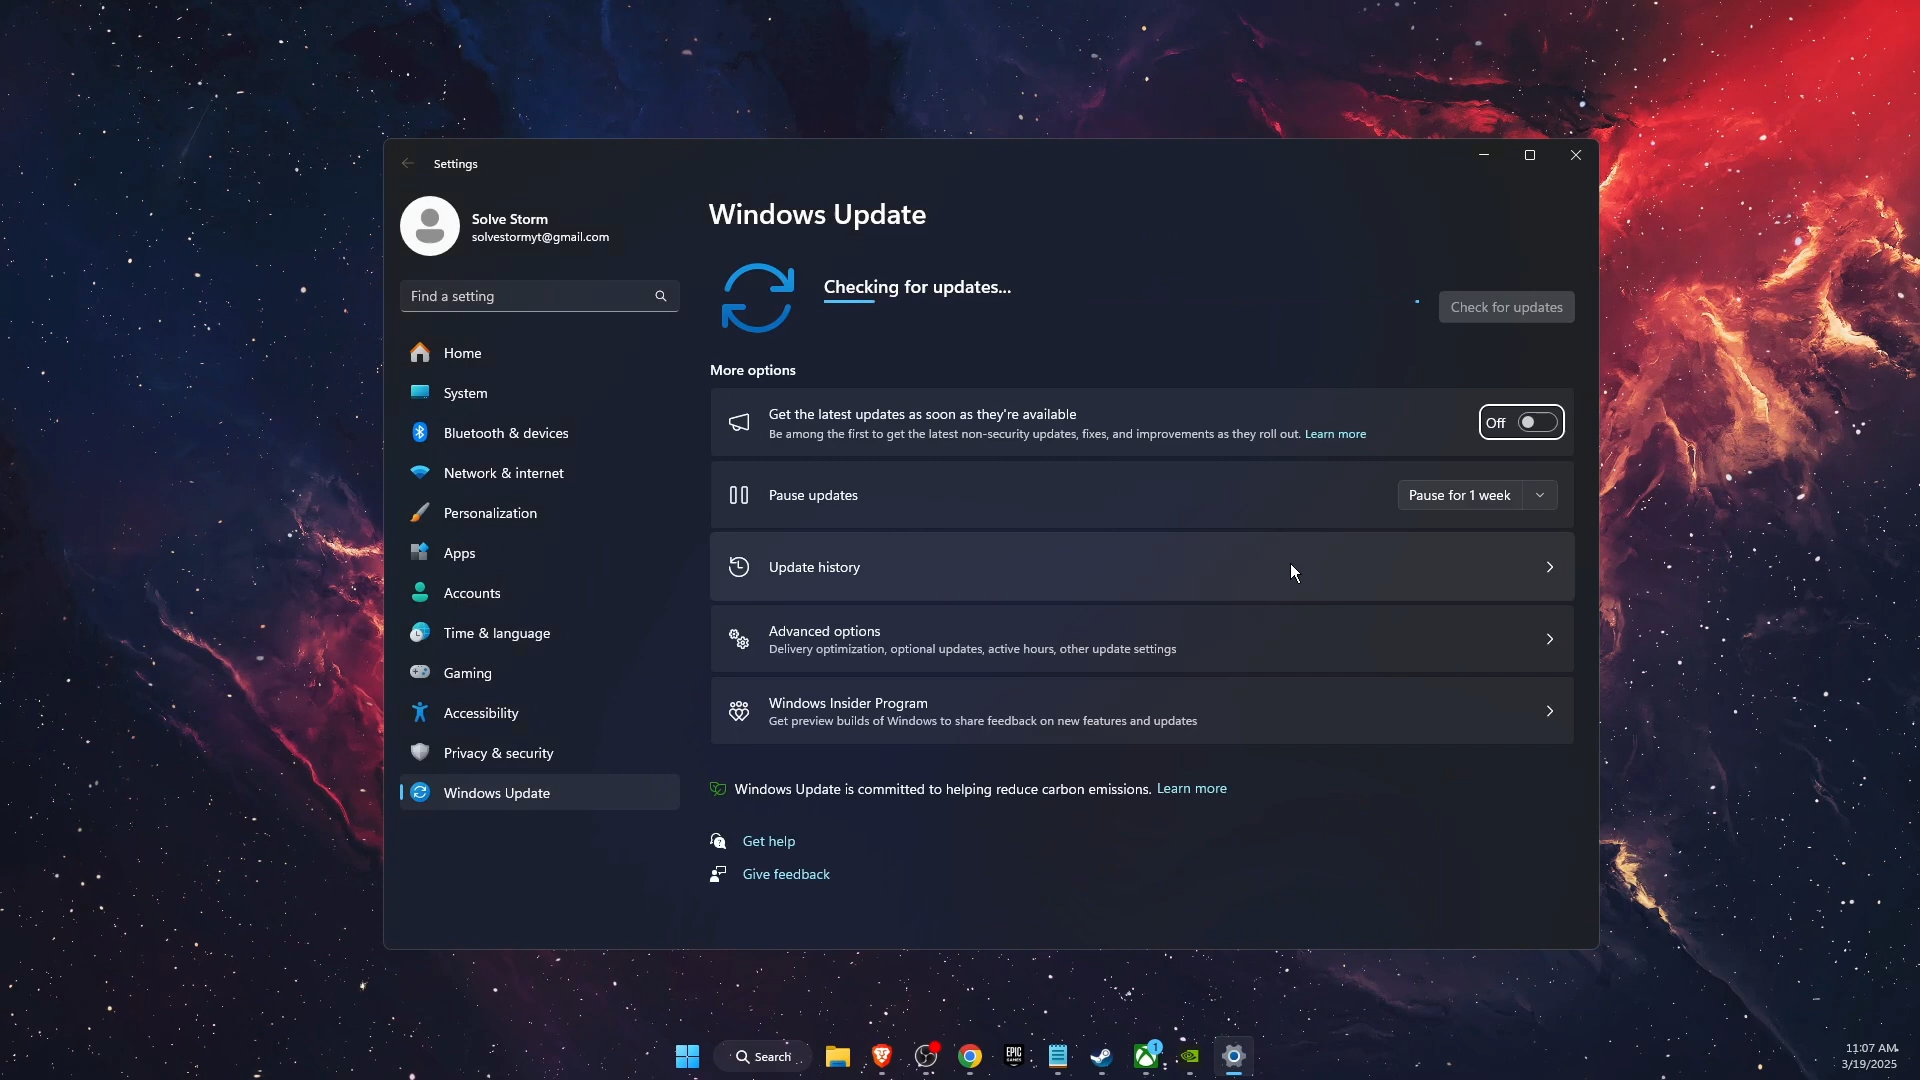 Settings
Solve Storm
solvestormyt@gmail.com
Find a setting
Home
System
Bluetooth & devices
Network & internet
Personalization
Apps
Accounts
Time & language
Gaming
Accessibility
Privacy & security
Windows Update
Windows Update
Checking for updates...
Check for updates
More options
Get the latest updates as soon as they're available
Be among the first to get the latest non-security updates, fixes, and improvements as they roll out. Learn more
Off
Pause updates
Pause for 1 week
Update history
Advanced options
Delivery optimization, optional updates, active hours, other update settings
Windows Insider Program
Get preview builds of Windows to share feedback on new features and updates
Windows Update is committed to helping reduce carbon emissions. Learn more
Get help
Give feedback
Search
EPIC
GAMES
1
11:07 AM
3/19/2025